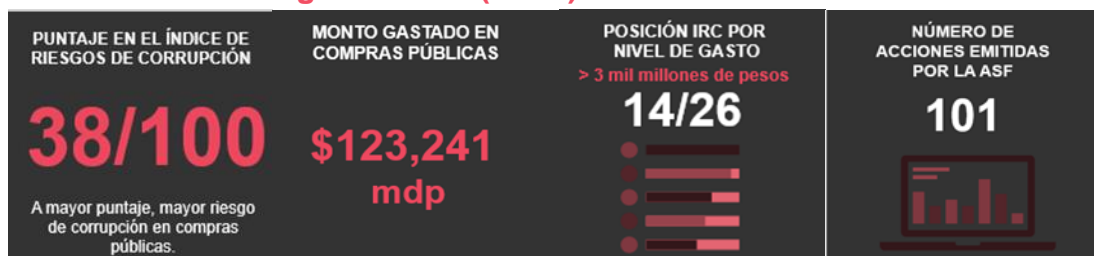 PUNTAJE EN EL ÍNDICE DE
RIESGOS DE CORRUPCIÓN
38/100
A mayor puntaje, mayor riesgo
de corrupción en compras
públicas.
MONTO GASTADO EN
COMPRAS PÚBLICAS
$123,241
mdp
POSICIÓN IRC POR
NIVEL DE GASTO
> 3 mil millones de pesos
14/26
NÚMERO DE
ACCIONES EMITIDAS
POR LA ASF
101